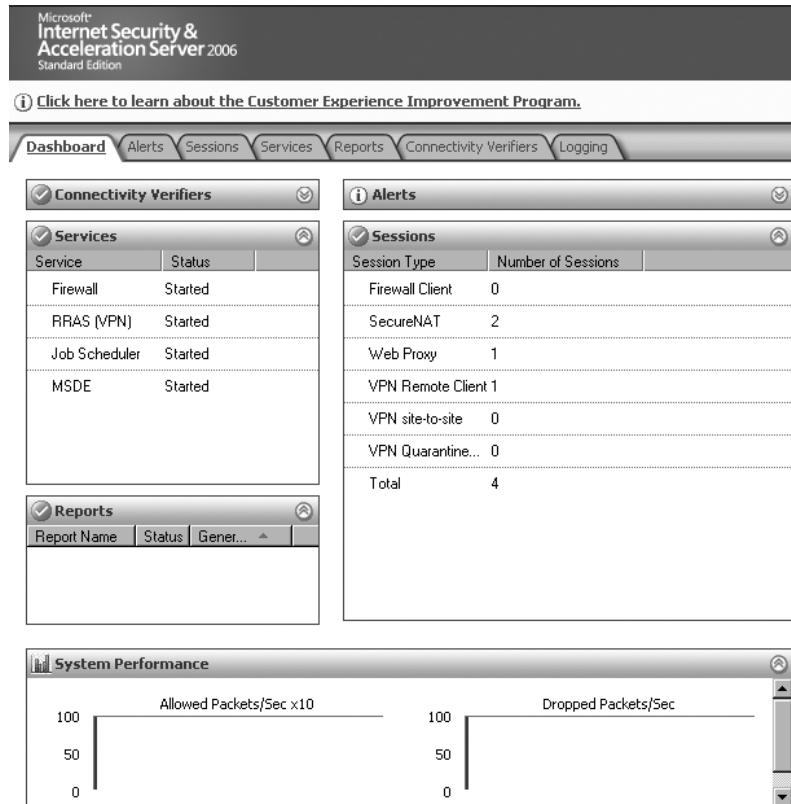 Microsoft®
Internet Security &
Acceleration Server 2006
Standard Edition
Click here to learn about the Customer Experience Improvement Program.
Dashboard Alerts Sessions Services Reports Connectivity Verifiers Logging
Connectivity Verifiers
Services
Service Status
Firewall Started
RRAS (VPN) Started
Job Scheduler Started
MSDE Started
Reports
Report Name Status Gener...
Alerts
Sessions
Session Type Number of Sessions
Firewall Client 0
SecureNAT 2
Web Proxy 1
VPN Remote Client 1
VPN site-to-site 0
VPN Quarantine... 0
Total 4
System Performance
Allowed Packets/Sec x10
100
50
0
Dropped Packets/Sec
100
50
0